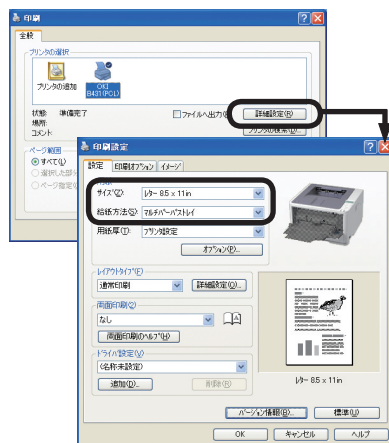 印刷
全般
プリンタの選択
プリンタの追加
OKI
B431(PCL)
状態: 準備完了
場所:
コメント:
ファイルへ出力(F)
詳細設定(R)
プリンタの検索(D)...
ページ範囲
すべて(L)
選択した部分
ページ指定(G)
印刷設定
設定
印刷オプション
イメージ
サイズ(Z):
レター 8.5 x 11in
給紙方法(S):
マルチパーパストレイ
用紙厚(T):
プリンタ設定
オプション(P)...
レイアウトタイプ(E)
通常印刷
詳細設定(O)...
両面印刷(2)
なし
両面印刷のヘルプ(H)
ドライバ設定(V)
(名称未設定)
追加(D)...
削除(R)
レター 8.5 x 11in
バージョン情報(B)...
標準(U)
OK
キャンセル
ヘルプ